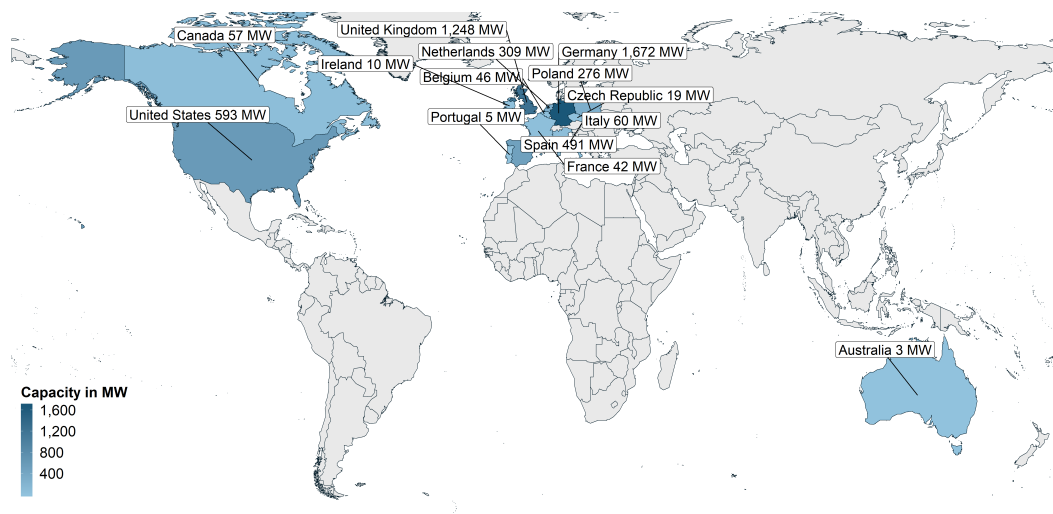 Canada 57 MW
United Kingdom 1,248 MW
Netherlands 309 MW
Germany 1,672 MW
Ireland 10 MW
Belgium 46 MW
Poland 276 MW
Czech Republic 19 MW
United States 593 MW
Portugal 5 MW
Italy 60 MW
Spain 491 MW
France 42 MW
Australia 3 MW
Capacity in MW
1,600
1,200
800
400